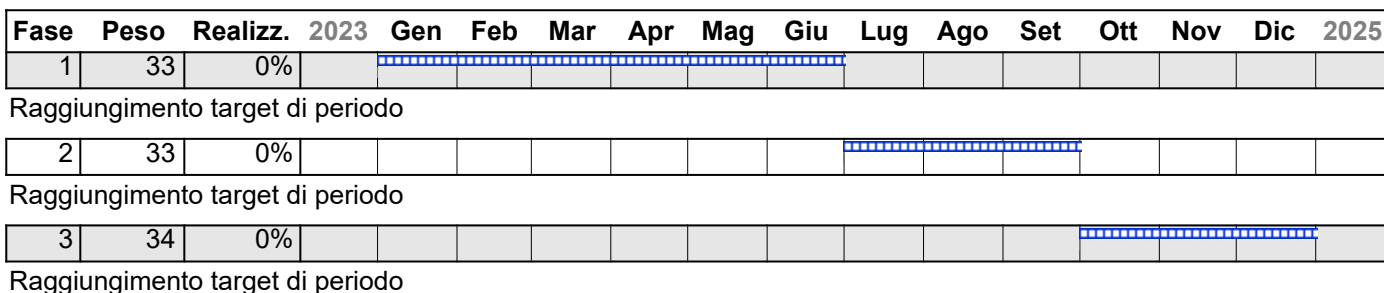 Fase Peso Realizz. 2023 Gen Feb Mar Apr Mag Giu Lug Ago Set Ott Nov Dic 2025
1 33 0%
Raggiungimento target di periodo
2 33 0%
Raggiungimento target di periodo
3 34 0%
Raggiungimento target di periodo